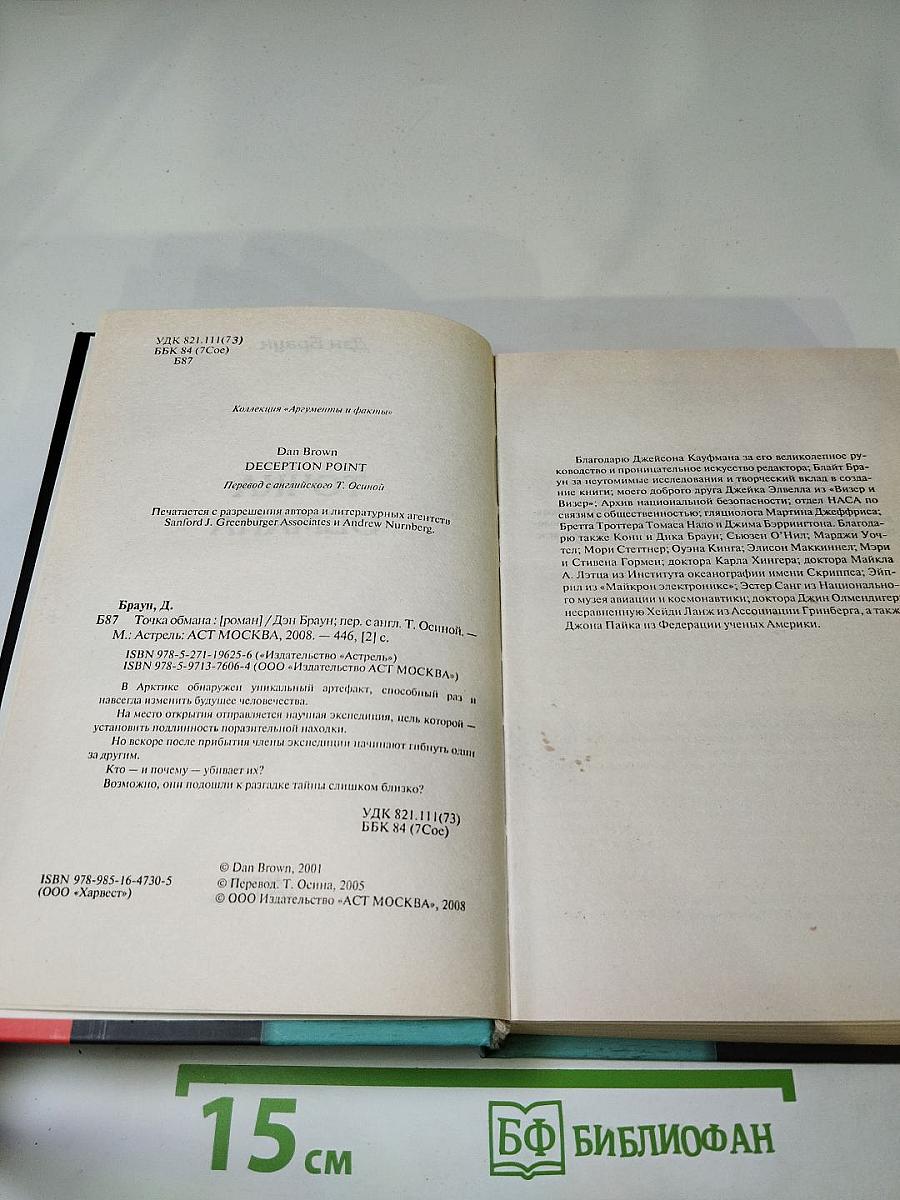 УДК 821.111(73)
ББК 84 (7Сое)
Б87
Коллекция «Аргументы и факты»
Dan Brown
DECEPTION POINT
Перевод с английского Т. Осиной
Печатается с разрешения автора и литературных агентств
Sanford J. Greenburger Associates и Andrew Nurnberg.
Браун, Д.
Б87 Точка обмана : [роман] / Дэн Браун; пер. с англ. Т. Осиной. —
М.: Астрель: АСТ МОСКВА, 2008. — 446, [2] с.
ISBN 978-5-271-19625-6 («Издательство «Астрель»)
ISBN 978-5-9713-7606-4 (ООО «Издательство АСТ МОСКВА»)
В Арктике обнаружен уникальный артефакт, способный раз и
навсегда изменить будущее человечества.
На место открытия отправляется научная экспедиция, цель которой —
установить подлинность поразительной находки.
Но вскоре после прибытия члены экспедиции начинают гибнуть один
за другим.
Кто — и почему — убивает их?
Возможно, они подошли к разгадке тайны слишком близко?
УДК 821.111(73)
ББК 84 (7Сое)
ISBN 978-985-16-4730-5
(ООО «Харвест»)
© Dan Brown, 2001
© Перевод. Т. Осина, 2005
© ООО Издательство «АСТ МОСКВА», 2008
Дэн Браун
Благодарю Джейсона Кауфмана за его великолепное ру-
ководство и проницательное искусство редактора; Блайт Бра-
ун за неутомимые исследования и творческий вклад в созда-
ние книги; моего доброго друга Джейка Элвелла из «Визер и
Визер»; Архив национальной безопасности; отдел НАСА по
связям с общественностью; гляциолога Мартина Джеффриса;
Бретта Троттера Томаса Надо и Джима Бэррингтона. Благода-
рю также Конни и Дика Браун; Сьюзен О'Нил; Марджи Уоч-
тел; Мори Стеттнер; Оуэна Кинга; Элисон Маккиннел; Мэри
и Стивена Гормен; доктора Карла Хингера; доктора Майкла
А. Лэтца из Института океанографии имени Скриппса; Эйп-
рил из «Майкрон электроникс»; Эстер Санг из Национально-
го музея авиации и космонавтики; доктора Джин Олмендигер
несравненную Хейди Ланж из Ассоциации Гринберга, а такж
Джона Пайка из Федерации ученых Америки.
15 см
БФ БИБЛИОФАН